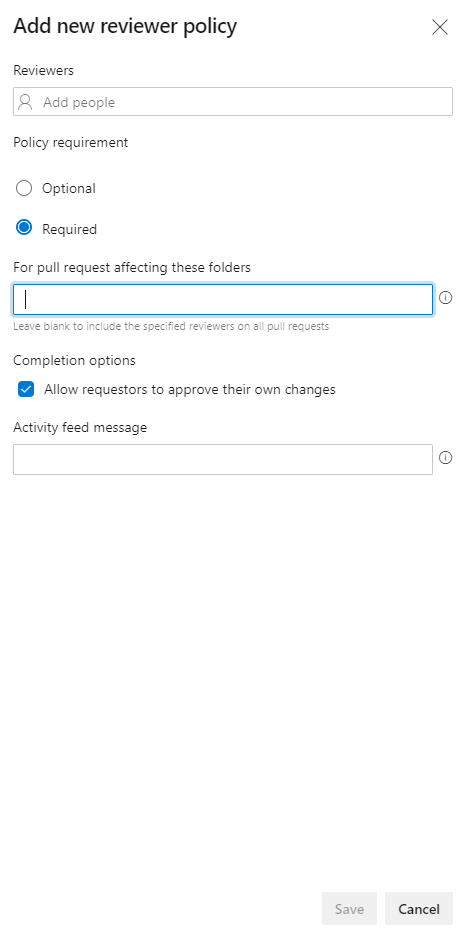 Add new reviewer policy
Reviewers
Add people
Policy requirement
Optional
Required
For pull request affecting these folders
Leave blank to include the specified reviewers on all pull requests
Completion options
Allow requestors to approve their own changes
Activity feed message
Save Cancel